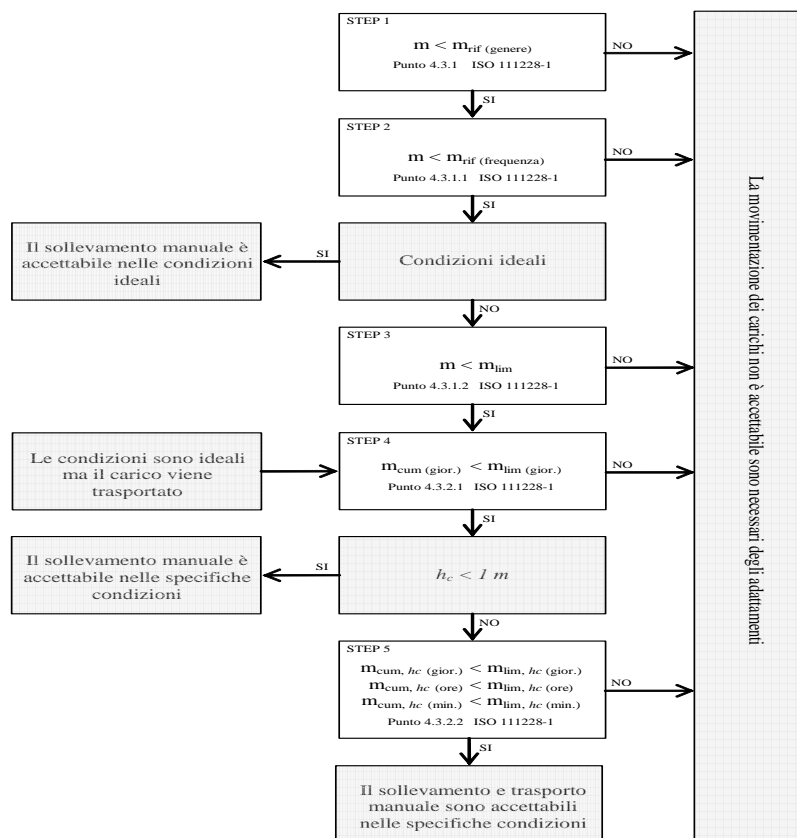 STEP 1
m < mrif (genere)
Punto 4.3.1 ISO 111228-1
NO
SI
STEP 2
m < mrif (frequenza)
Punto 4.3.1.1 ISO 111228-1
NO
SI
Il sollevamento manuale è
accettabile nelle condizioni
ideali
SI
Condizioni ideali
NO
STEP 3
m < mlim
Punto 4.3.1.2 ISO 111228-1
NO
SI
Le condizioni sono ideali
ma il carico viene
trasportato
STEP 4
mcum (gior.) < mlim (gior.)
Punto 4.3.2.1 ISO 111228-1
NO
SI
Il sollevamento manuale è
accettabile nelle specifiche
condizioni
SI
hc < 1 m
NO
STEP 5
mcum, hc (gior.) < mlim, hc (gior.)
mcum, hc (ore) < mlim, hc (ore)
mcum, hc (min.) < mlim, hc (min.)
Punto 4.3.2.2 ISO 111228-1
NO
SI
Il sollevamento e trasporto
manuale sono accettabili
nelle specifiche condizioni
La movimentazione dei carichi non è accettabile sono necessari degli adattamenti